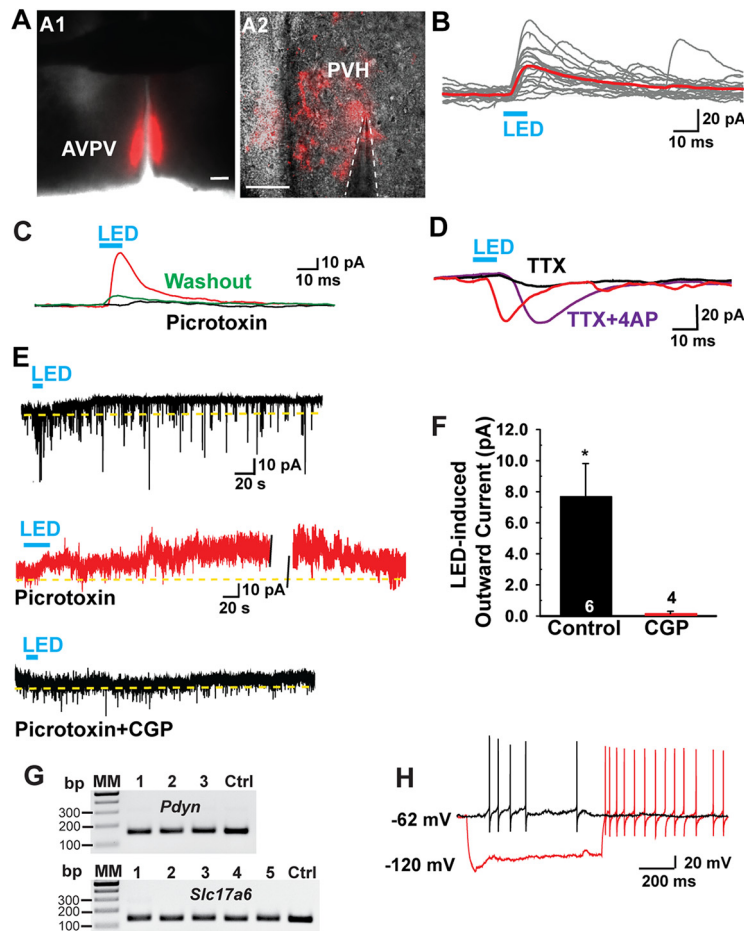 A
A1
AVPV
A2
PVH
B
LED
20 pA
10 ms
C
LED
Washout
Picrotoxin
10 pA
10 ms
D
LED
TTX
TTX+4AP
20 pA
10 ms
E
LED
10 pA
20 s
LED
Picrotoxin
10 pA
20 s
LED
Picrotoxin+CGP
F
LED-induced
Outward Current (pA)
12.0
10.0
8.0
6.0
4.0
2.0
0.0
*
6
4
Control CGP
G
bp MM 1 2 3 Ctrl
Pdyn
300
200
100
1 2 3 4 5 Ctrl
bp MM
Slc17a6
300
200
100
H
-62 mV
-120 mV
20 mV
200 ms